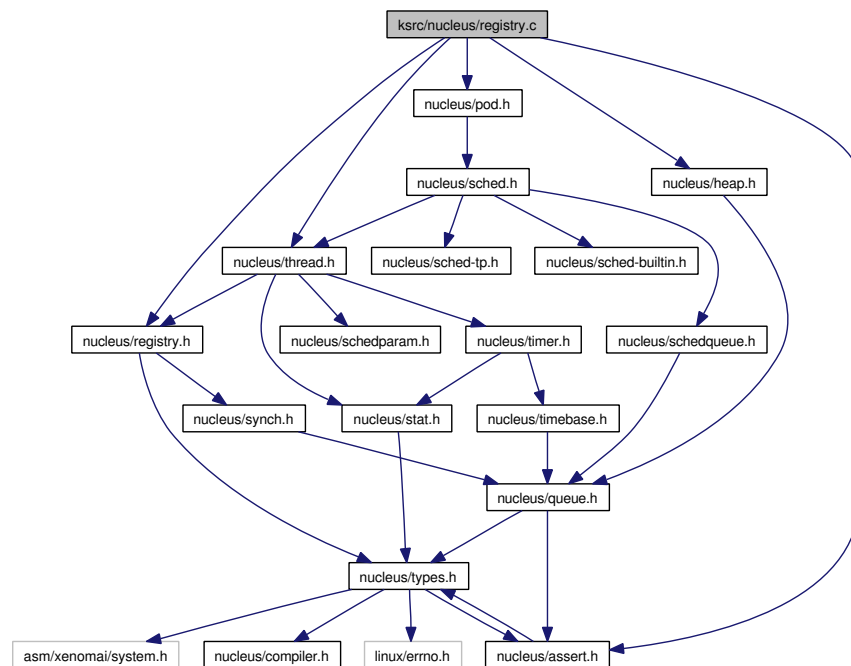 ksrc/nucleus/registry.c
nucleus/pod.h
nucleus/sched.h
nucleus/heap.h
nucleus/thread.h
nucleus/sched-tp.h
nucleus/sched-builtin.h
nucleus/registry.h
nucleus/schedparam.h
nucleus/timer.h
nucleus/schedqueue.h
nucleus/synch.h
nucleus/stat.h
nucleus/timebase.h
nucleus/queue.h
nucleus/types.h
asm/xenomai/system.h
nucleus/compiler.h
linux/errno.h
nucleus/assert.h